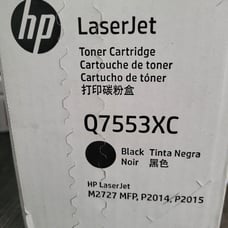 hp
LaserJet
Toner Cartridge
Cartouche de toner
Cartucho de tóner
打印碳粉盒
Q7553XC
Black Tinta Negra
Noir 黑色
HP LaserJet
M2727 MFP, P2014, P2015